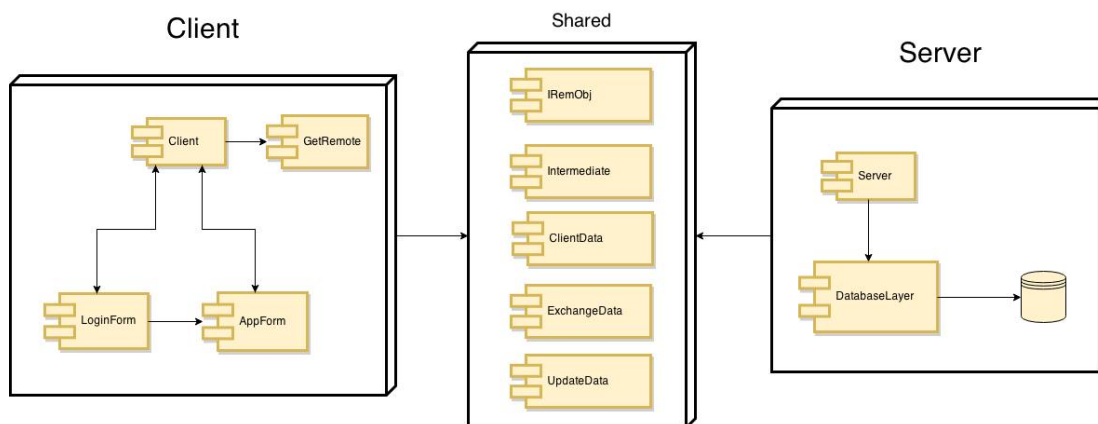 Client
Shared
Server
Client
GetRemote
LoginForm
AppForm
IRemObj
Intermediate
ClientData
ExchangeData
UpdateData
Server
DatabaseLayer